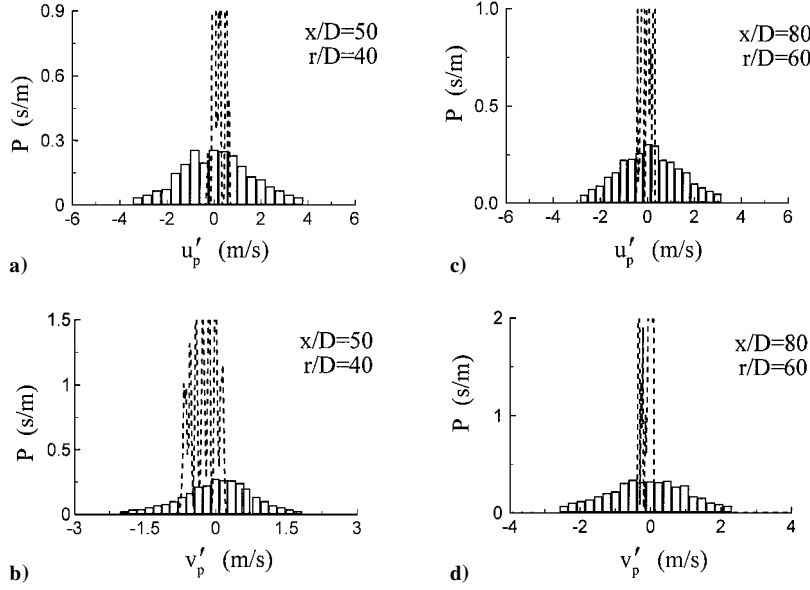 0.9
0.6
0.3
0
P (s/m)
-6 -4 -2 0 2 4 6
x/D=50
r/D=40
a) u′p (m/s)
1.0
0.5
0.0
P (s/m)
-6 -4 -2 0 2 4 6
x/D=80
r/D=60
c) u′p (m/s)
1.5
1
0.5
0
P (s/m)
-3 -1.5 0 1.5 3
x/D=50
r/D=40
b) v′p (m/s)
2
1
0
P (s/m)
-4 -2 0 2 4
x/D=80
r/D=60
d) v′p (m/s)